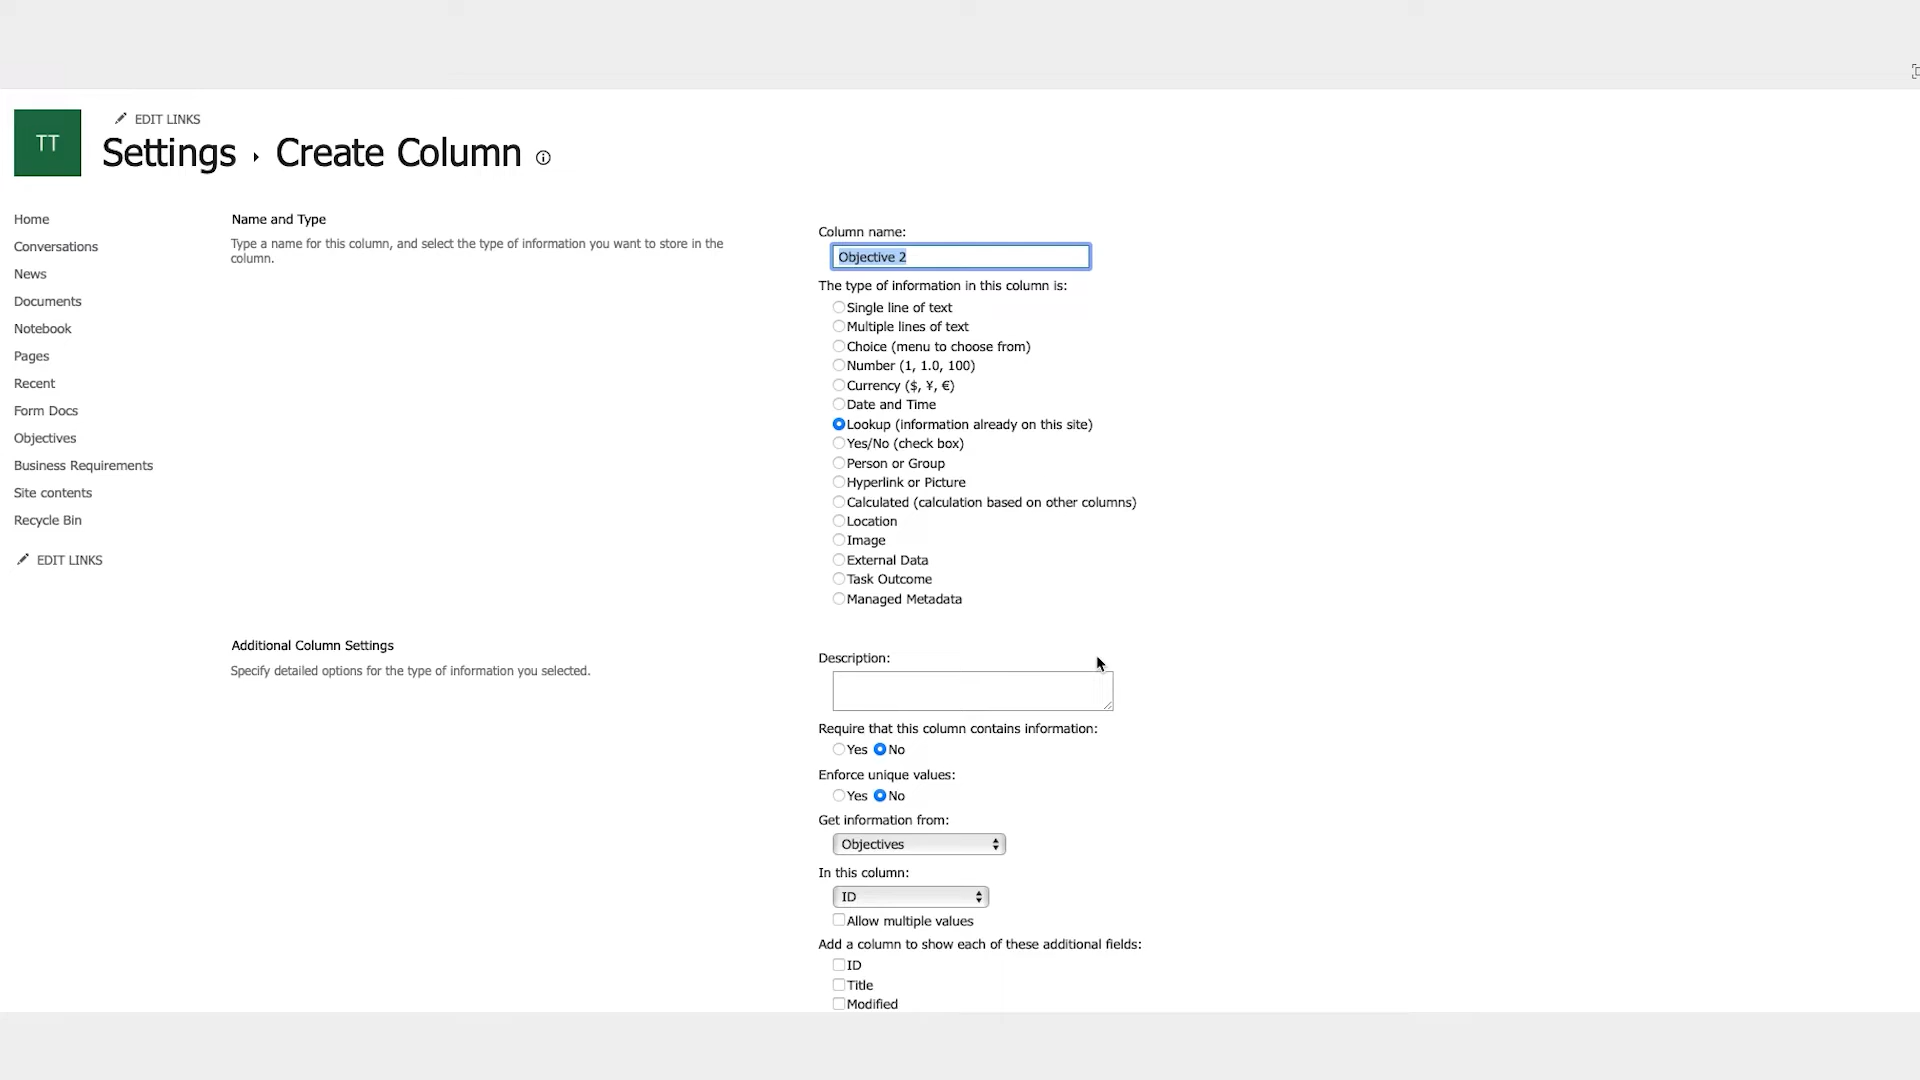 TT
EDIT LINKS
Settings Create Column
Home
Conversations
News
Documents
Notebook
Pages
Recent
Form Docs
Objectives
Business Requirements
Site contents
Recycle Bin
EDIT LINKS
Name and Type
Type a name for this column, and select the type of information you want to store in the
column.
Column name:
Objective 2
The type of information in this column is:
Single line of text
Multiple lines of text
Choice (menu to choose from)
Number (1, 1.0, 100)
Currency ($, ¥, €)
Date and Time
Lookup (information already on this site)
Yes/No (check box)
Person or Group
Hyperlink or Picture
Calculated (calculation based on other columns)
Location
Image
External Data
Task Outcome
Managed Metadata
Additional Column Settings
Specify detailed options for the type of information you selected.
Description:
Require that this column contains information:
Yes No
Enforce unique values:
Yes No
Get information from:
Objectives
In this column:
ID
Allow multiple values
Add a column to show each of these additional fields:
ID
Title
Modified